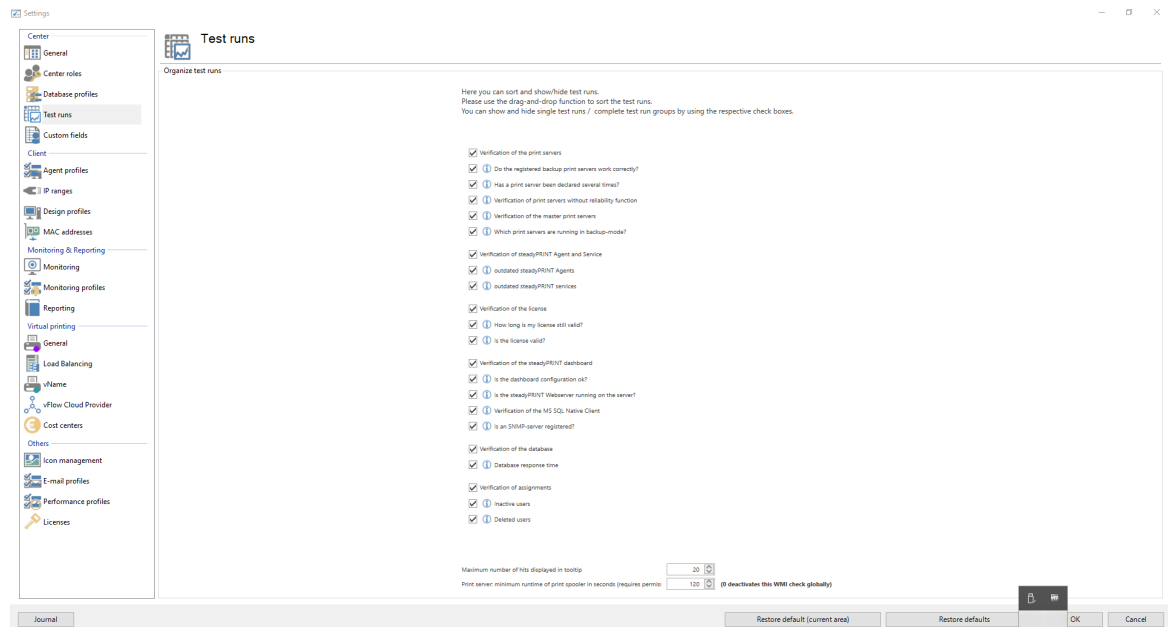 Settings
Center
General
Center roles
Database profiles
Test runs
Custom fields
Client
Agent profiles
IP ranges
Design profiles
MAC addresses
Monitoring & Reporting
Monitoring
Monitoring profiles
Reporting
Virtual printing
General
Load Balancing
vName
vFlow Cloud Provider
Cost centers
Others
Icon management
E-mail profiles
Performance profiles
Licenses
Test runs
Organize test runs
Here you can sort and show/hide test runs.
Please use the drag-and-drop function to sort the test runs.
You can show and hide single test runs / complete test run groups by using the respective check boxes.
Verification of the print servers
Do the registered backup print servers work correctly?
Has a print server been declared several times?
Verification of print servers without reliability function
Verification of the master print servers
Which print servers are running in backup-mode?
Verification of steadyPRINT Agent and Service
outdated steadyPRINT Agents
outdated steadyPRINT services
Verification of the license
How long is my license still valid?
Is the license valid?
Verification of the steadyPRINT dashboard
Is the dashboard configuration ok?
Is the steadyPRINT Webserver running on the server?
Verification of the MS SQL Native Client
Is an SNMP-server registered?
Verification of the database
Database response time
Verification of assignments
Inactive users
Deleted users
Maximum number of hits displayed in tooltip 20
Print server: minimum runtime of print spooler in seconds (requires permis 120 (0 deactivates this WMI check globally)
Journal Restore default (current area) Restore defaults OK Cancel